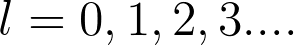 l = 0, 1, 2, 3....